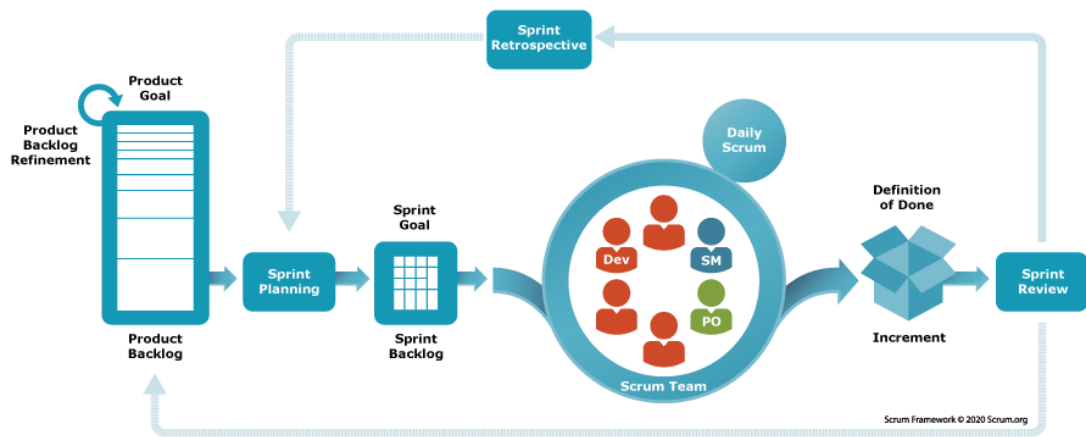 Sprint
Retrospective
Product
Goal
Product
Backlog
Refinement
Daily
Scrum
Definition
of Done
Sprint
Goal
Dev
SM
Sprint
Planning
Sprint
Review
PO
Product
Backlog
Sprint
Backlog
Increment
Scrum Team
Scrum Framework © 2020 Scrum.org